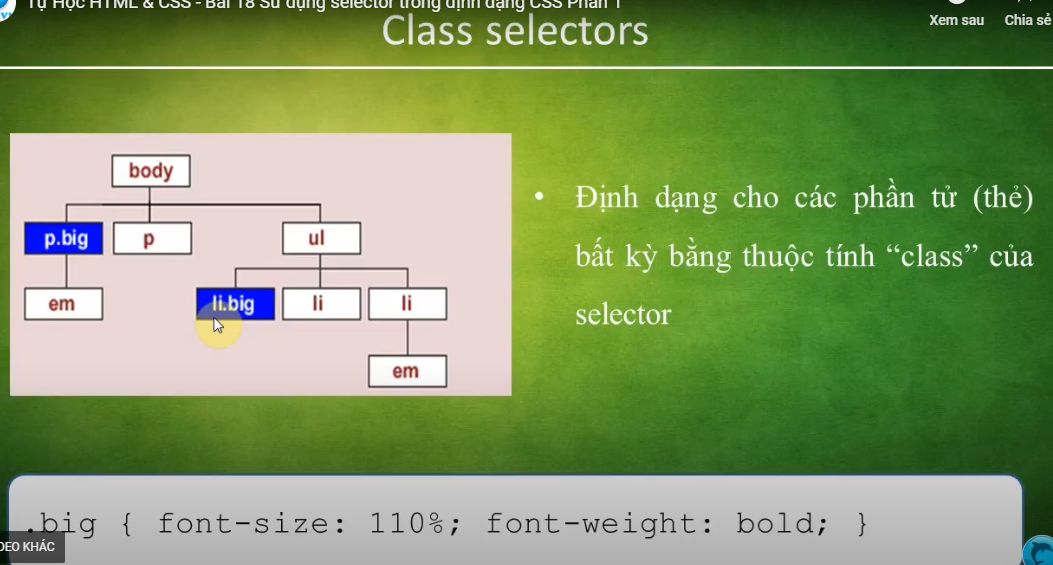 Tự Học HTML & CSS - Bài 18 Sử dụng selector trong định dạng CSS Phần 1
Xem sau Chia sẻ
Class selectors
body
p.big p ul
em li.big li li
em
• Định dạng cho các phần tử (thẻ)
bất kỳ bằng thuộc tính “class” của
selector
.big { font-size: 110%; font-weight: bold; }
KHÁC